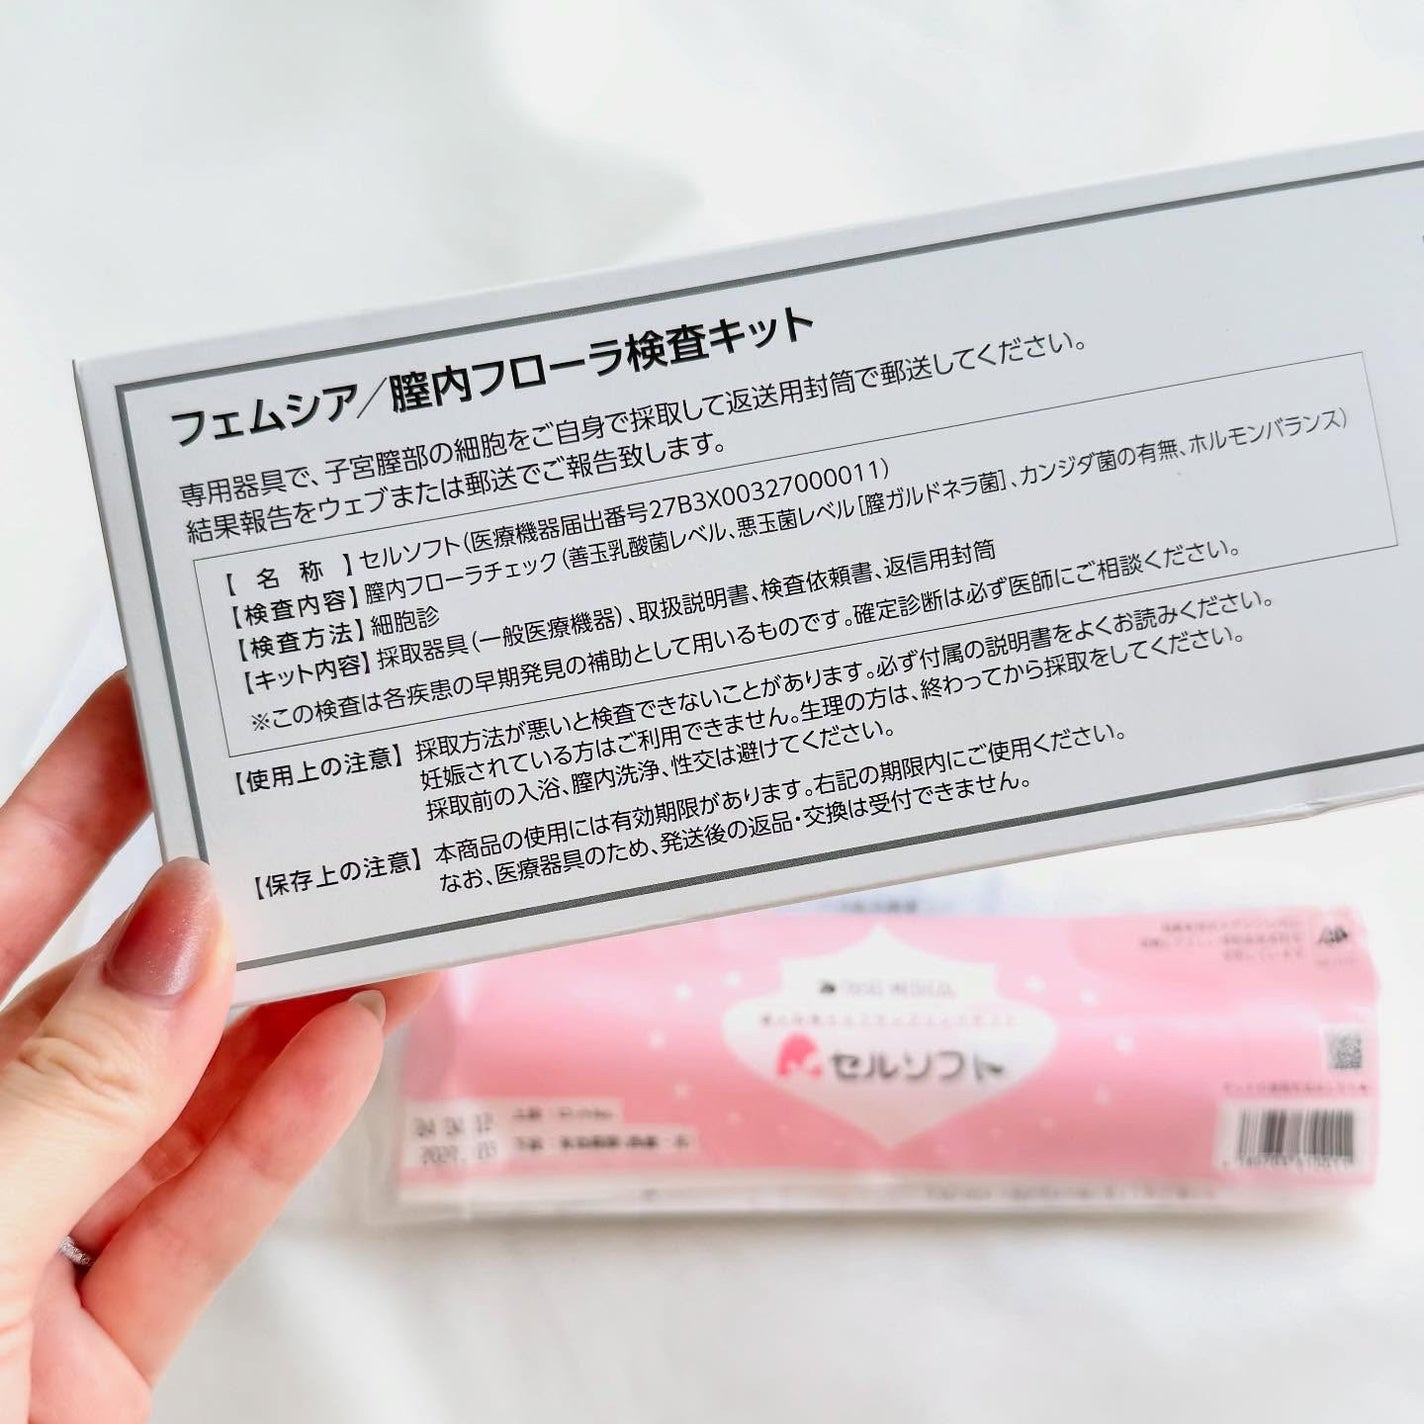 フェムシア／膣内フローラ検査キット
専用器具で、子宮膣部の細胞をご自身で採取して返送用封筒で郵送してください。
結果報告をウェブまたは郵送でご報告致します。
【 名 称 】セルソフト（医療機器届出番号27B3X00327000011）
【検査内容】膣内フローラチェック（善玉乳酸菌レベル、悪玉菌レベル［膣ガルドネラ菌］、カンジダ菌の有無、ホルモンバランス）
【検査方法】細胞診
【キット内容】採取器具（一般医療機器）、取扱説明書、検査依頼書、返信用封筒
※この検査は各疾患の早期発見の補助として用いるものです。確定診断は必ず医師にご相談ください。
【使用上の注意】採取方法が悪いと検査できないことがあります。必ず付属の説明書をよくお読みください。
妊娠されている方はご利用できません。生理の方は、終わってから採取をしてください。
採取前の入浴、膣内洗浄、性交は避けてください。
【保存上の注意】本商品の使用には有効期限があります。右記の期限内にご使用ください。
なお、医療器具のため、発送後の返品・交換は受付できません。
セルソフト